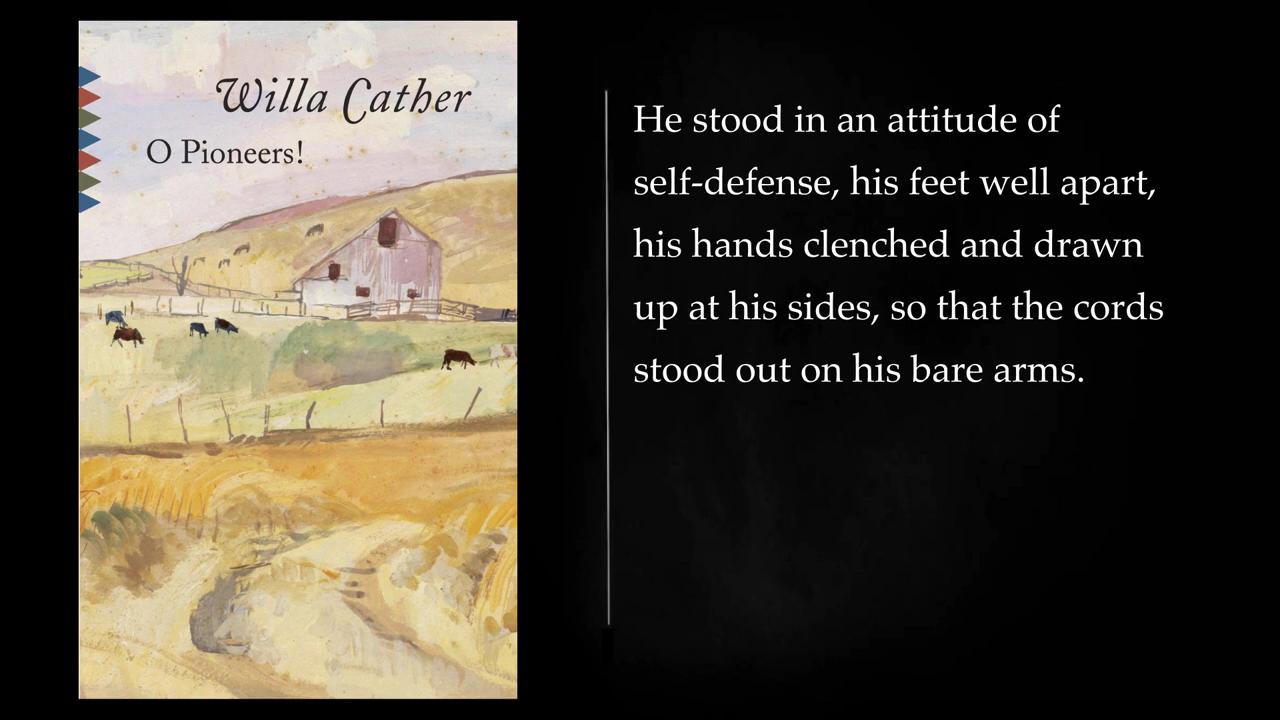 Willa Cather
O Pioneers!
He stood in an attitude of
self-defense, his feet well apart,
his hands clenched and drawn
up at his sides, so that the cords
stood out on his bare arms.